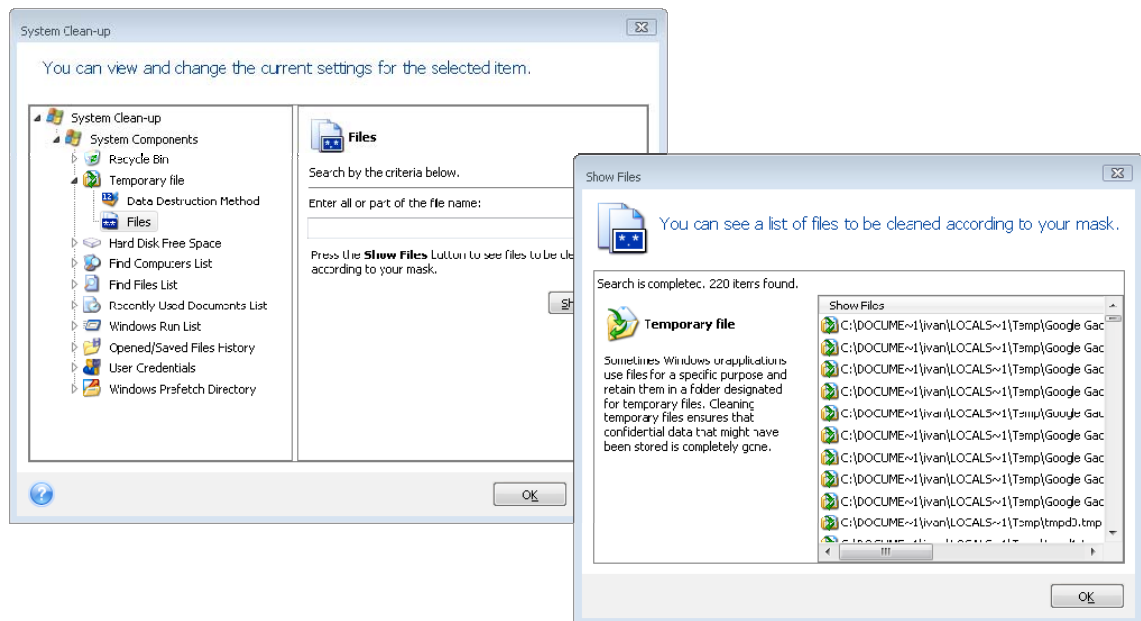 System Clean-up
You can view and change the current settings for the selected item.
System Clean-up
System Components
Recycle Bin
Temporary file
Data Destruction Method
Files
Hard Disk Free Space
Find Computers List
Find Files List
Recently Used Documents List
Windows Run List
Opened/Saved Files History
User Credentials
Windows Prefetch Directory
Files
Search by the criteria below.
Enter all or part of the file name:
Press the Show Files button to see files to be cle
according to your mask.
Sh
OK
Show Files
You can see a list of files to be cleaned according to your mask.
Search is completed. 220 items found.
Temporary file
Sometimes Windows or applications
use files for a specific purpose and
retain them in a folder designated
for temporary files. Cleaning
temporary files ensures that
confidential data that might have
been stored is completely gone.
Show Files
C:\DOCUME~1\ivan\LOCALS~1\Temp\Google Gac
C:\DOCUME~1\ivan\LOCALS~1\Temp\Google Gac
C:\DOCUME~1\ivan\LOCALS~1\Temp\Google Gac
C:\DOCUME~1\ivan\LOCALS~1\Temp\Google Gac
C:\DOCUME~1\ivan\LOCALS~1\Temp\Google Gac
C:\DOCUME~1\ivan\LOCALS~1\Temp\Google Gac
C:\DOCUME~1\ivan\LOCALS~1\Temp\Google Gac
C:\DOCUME~1\ivan\LOCALS~1\Temp\Google Gac
C:\DOCUME~1\ivan\LOCALS~1\Temp\Google Gac
C:\DOCUME~1\ivan\LOCALS~1\Temp\tmpd0.tmp
OK